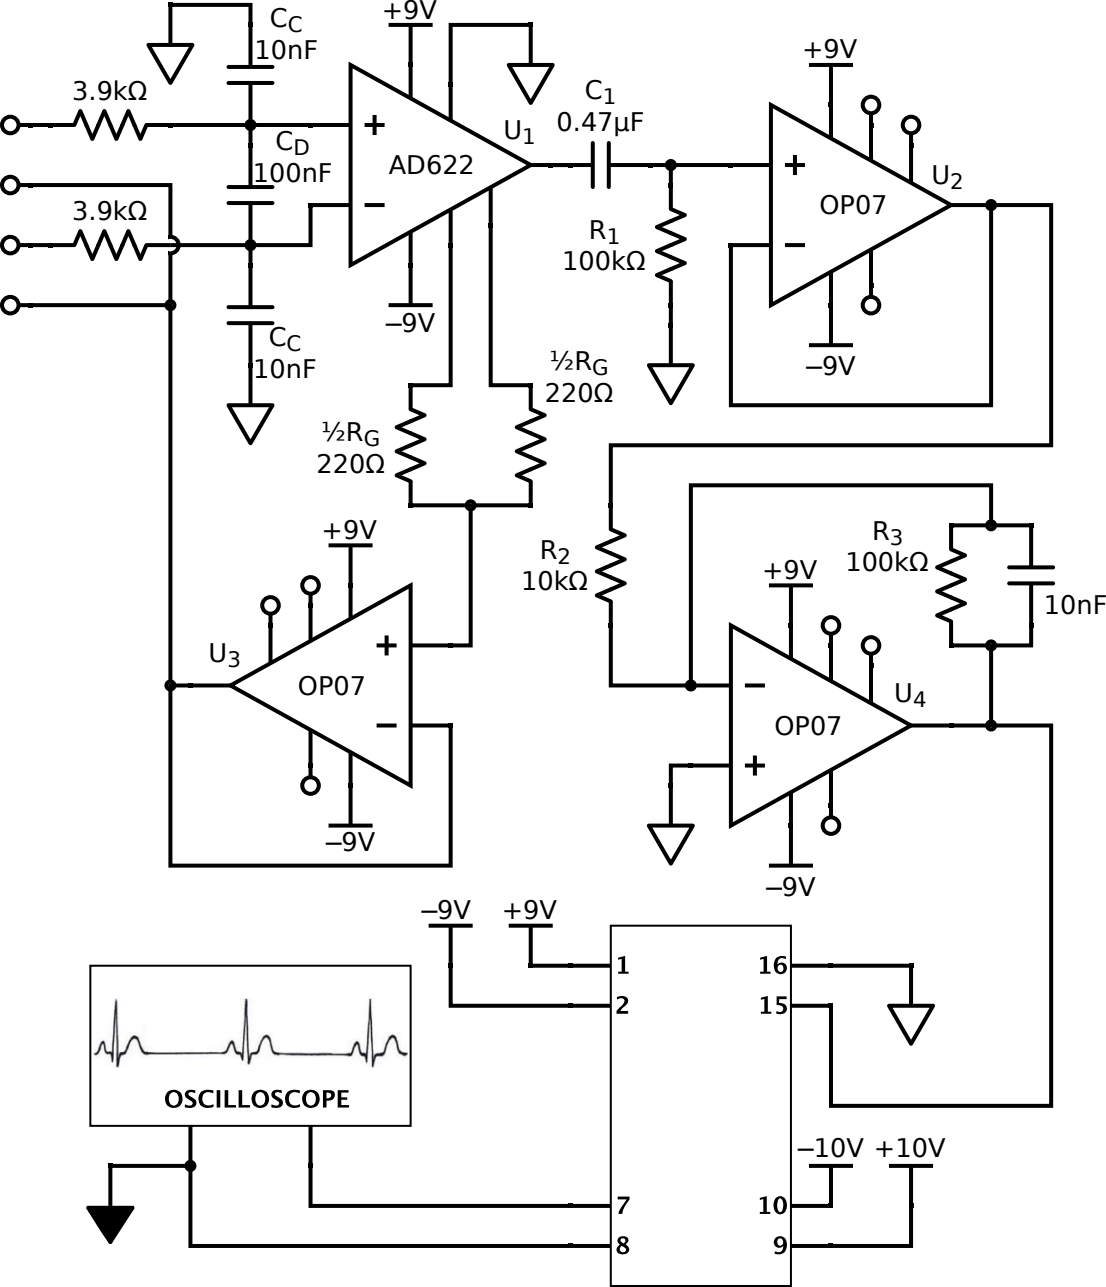 +9V
C_C
10nF
3.9kΩ
C_D
100nF
3.9kΩ
C_C
10nF
+
−
AD622
U_1
−9V
C_1
0.47μF
R_1
100kΩ
+9V
+
−
OP07
U_2
−9V
½R_G
220Ω
½R_G
220Ω
+9V
U_3
OP07
+
−
−9V
R_2
10kΩ
R_3
100kΩ
10nF
+9V
−
+
OP07
U_4
−9V
−9V
+9V
1
2
16
15
−10V
+10V
7
8
10
9
OSCILLOSCOPE